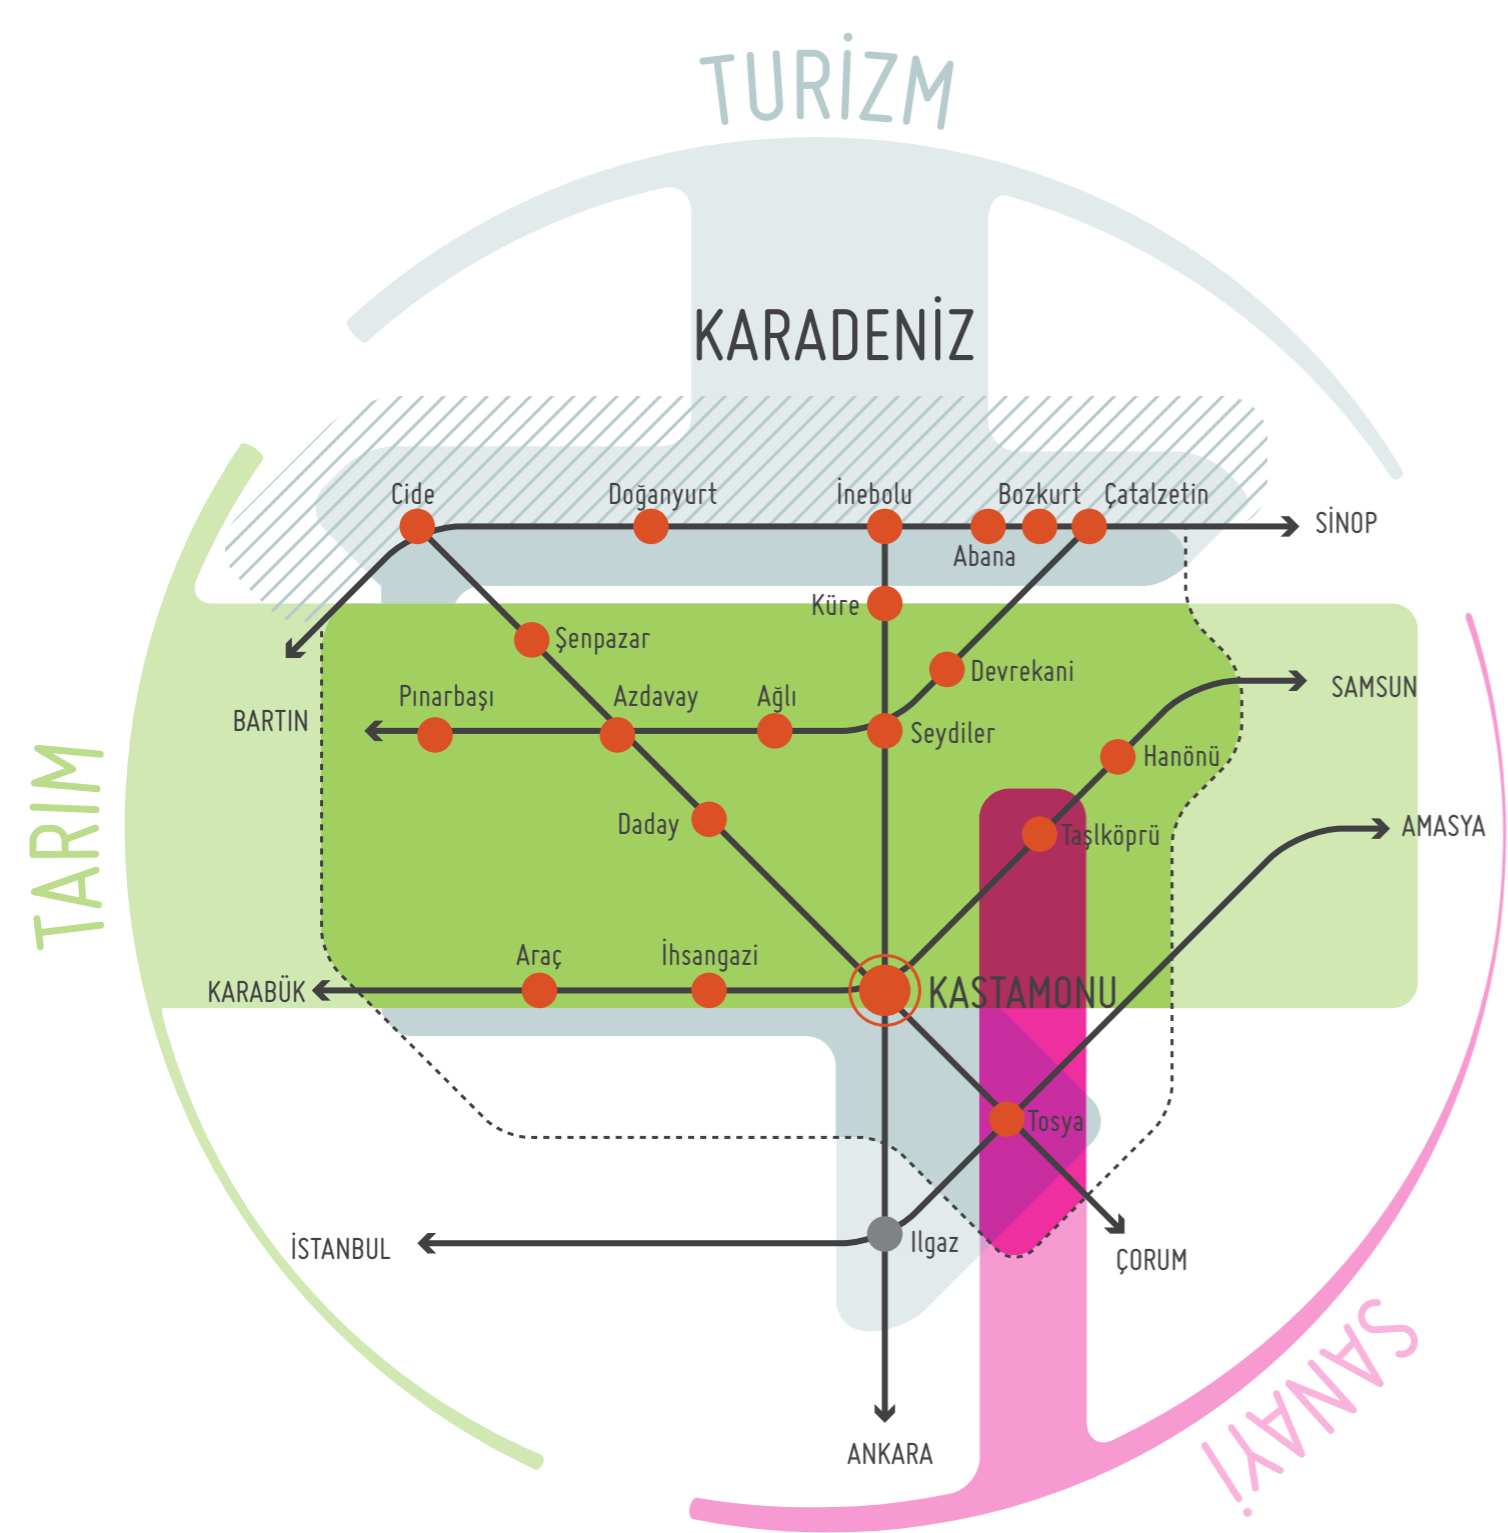 TURİZM
KARADENİZ
Cide
Doğanyurt
İnebolu
Bozkurt
Çatalzetin
SİNOP
Abana
Küre
Şenpazar
Devrekani
SAMSUN
Pınarbaşı
Azdavay
Ağlı
BARTIN
Seydiler
Hanönü
TARIM
Daday
Taşlköprü
AMASYA
Araç
İhsangazi
KARABÜK
KASTAMONU
Tosya
Ilgaz
İSTANBUL
ÇORUM
SANAYİ
ANKARA